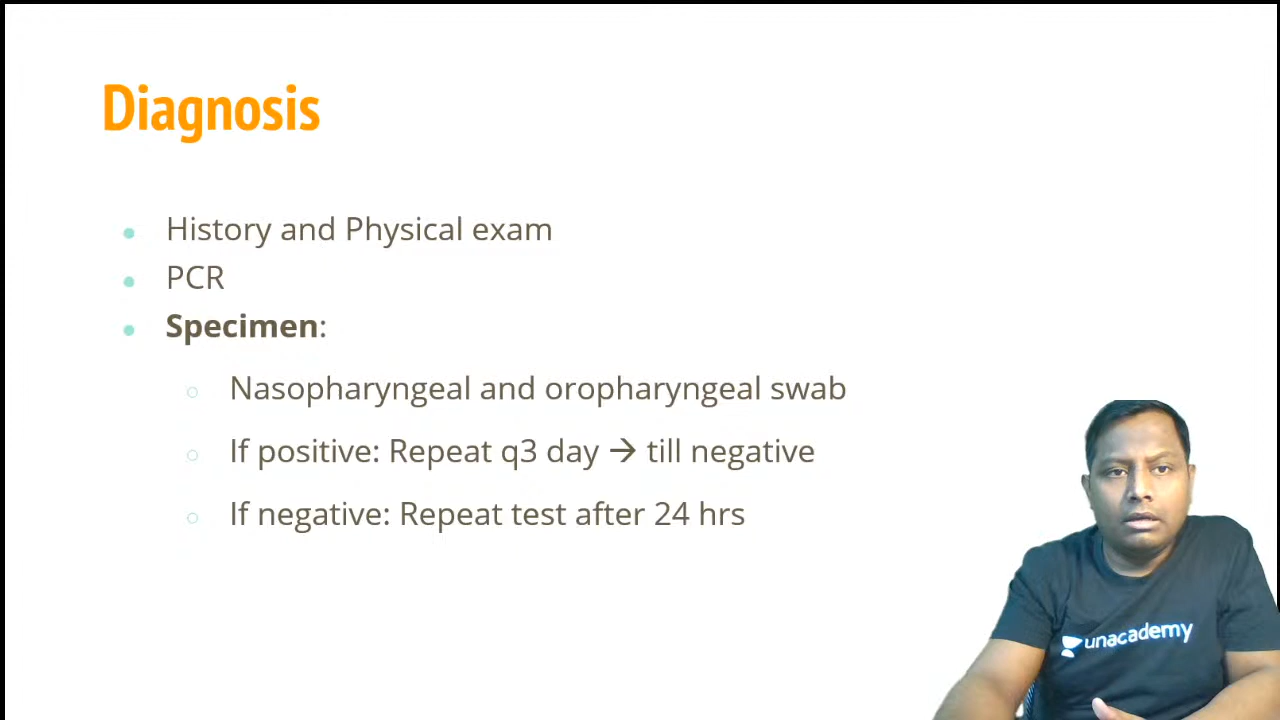 Diagnosis
History and Physical exam
PCR
Specimen:
Nasopharyngeal and oropharyngeal swab
If positive: Repeat q3 day → till negative
If negative: Repeat test after 24 hrs
unacademy